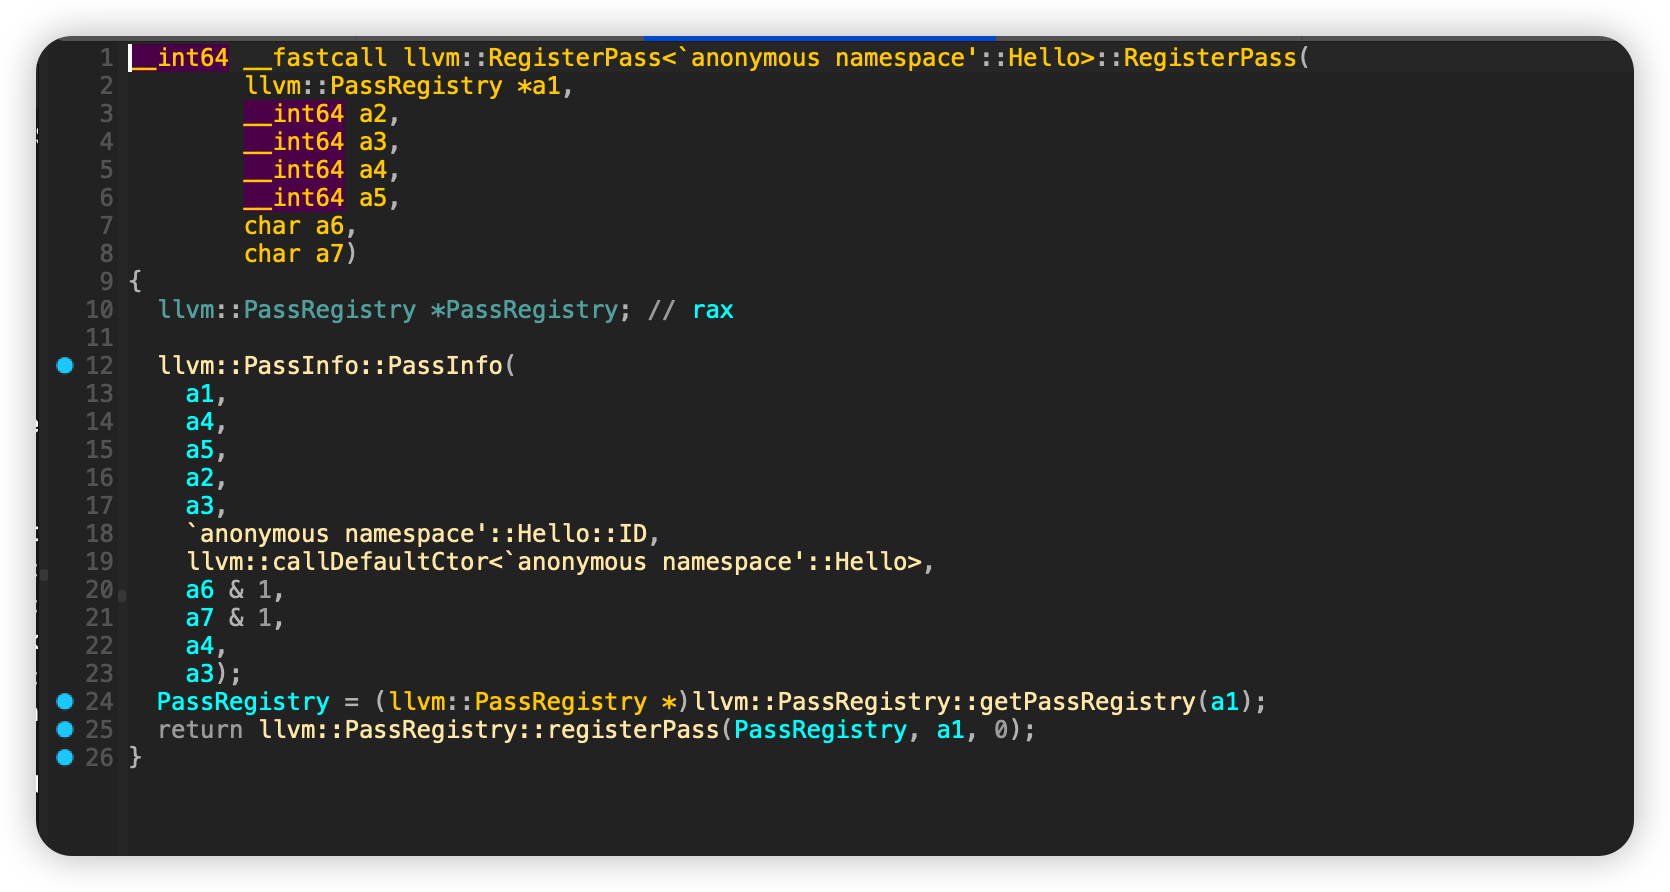 1 __int64 __fastcall llvm::RegisterPass<`anonymous namespace'::Hello>::RegisterPass(
2 llvm::PassRegistry *a1,
3 __int64 a2,
4 __int64 a3,
5 __int64 a4,
6 __int64 a5,
7 char a6,
8 char a7)
9 {
10 llvm::PassRegistry *PassRegistry; // rax
11
12 llvm::PassInfo::PassInfo(
13 a1,
14 a4,
15 a5,
16 a2,
17 a3,
18 `anonymous namespace'::Hello::ID,
19 llvm::callDefaultCtor<`anonymous namespace'::Hello>,
20 a6 & 1,
21 a7 & 1,
22 a4,
23 a3);
24 PassRegistry = (llvm::PassRegistry *)llvm::PassRegistry::getPassRegistry(a1);
25 return llvm::PassRegistry::registerPass(PassRegistry, a1, 0);
26 }